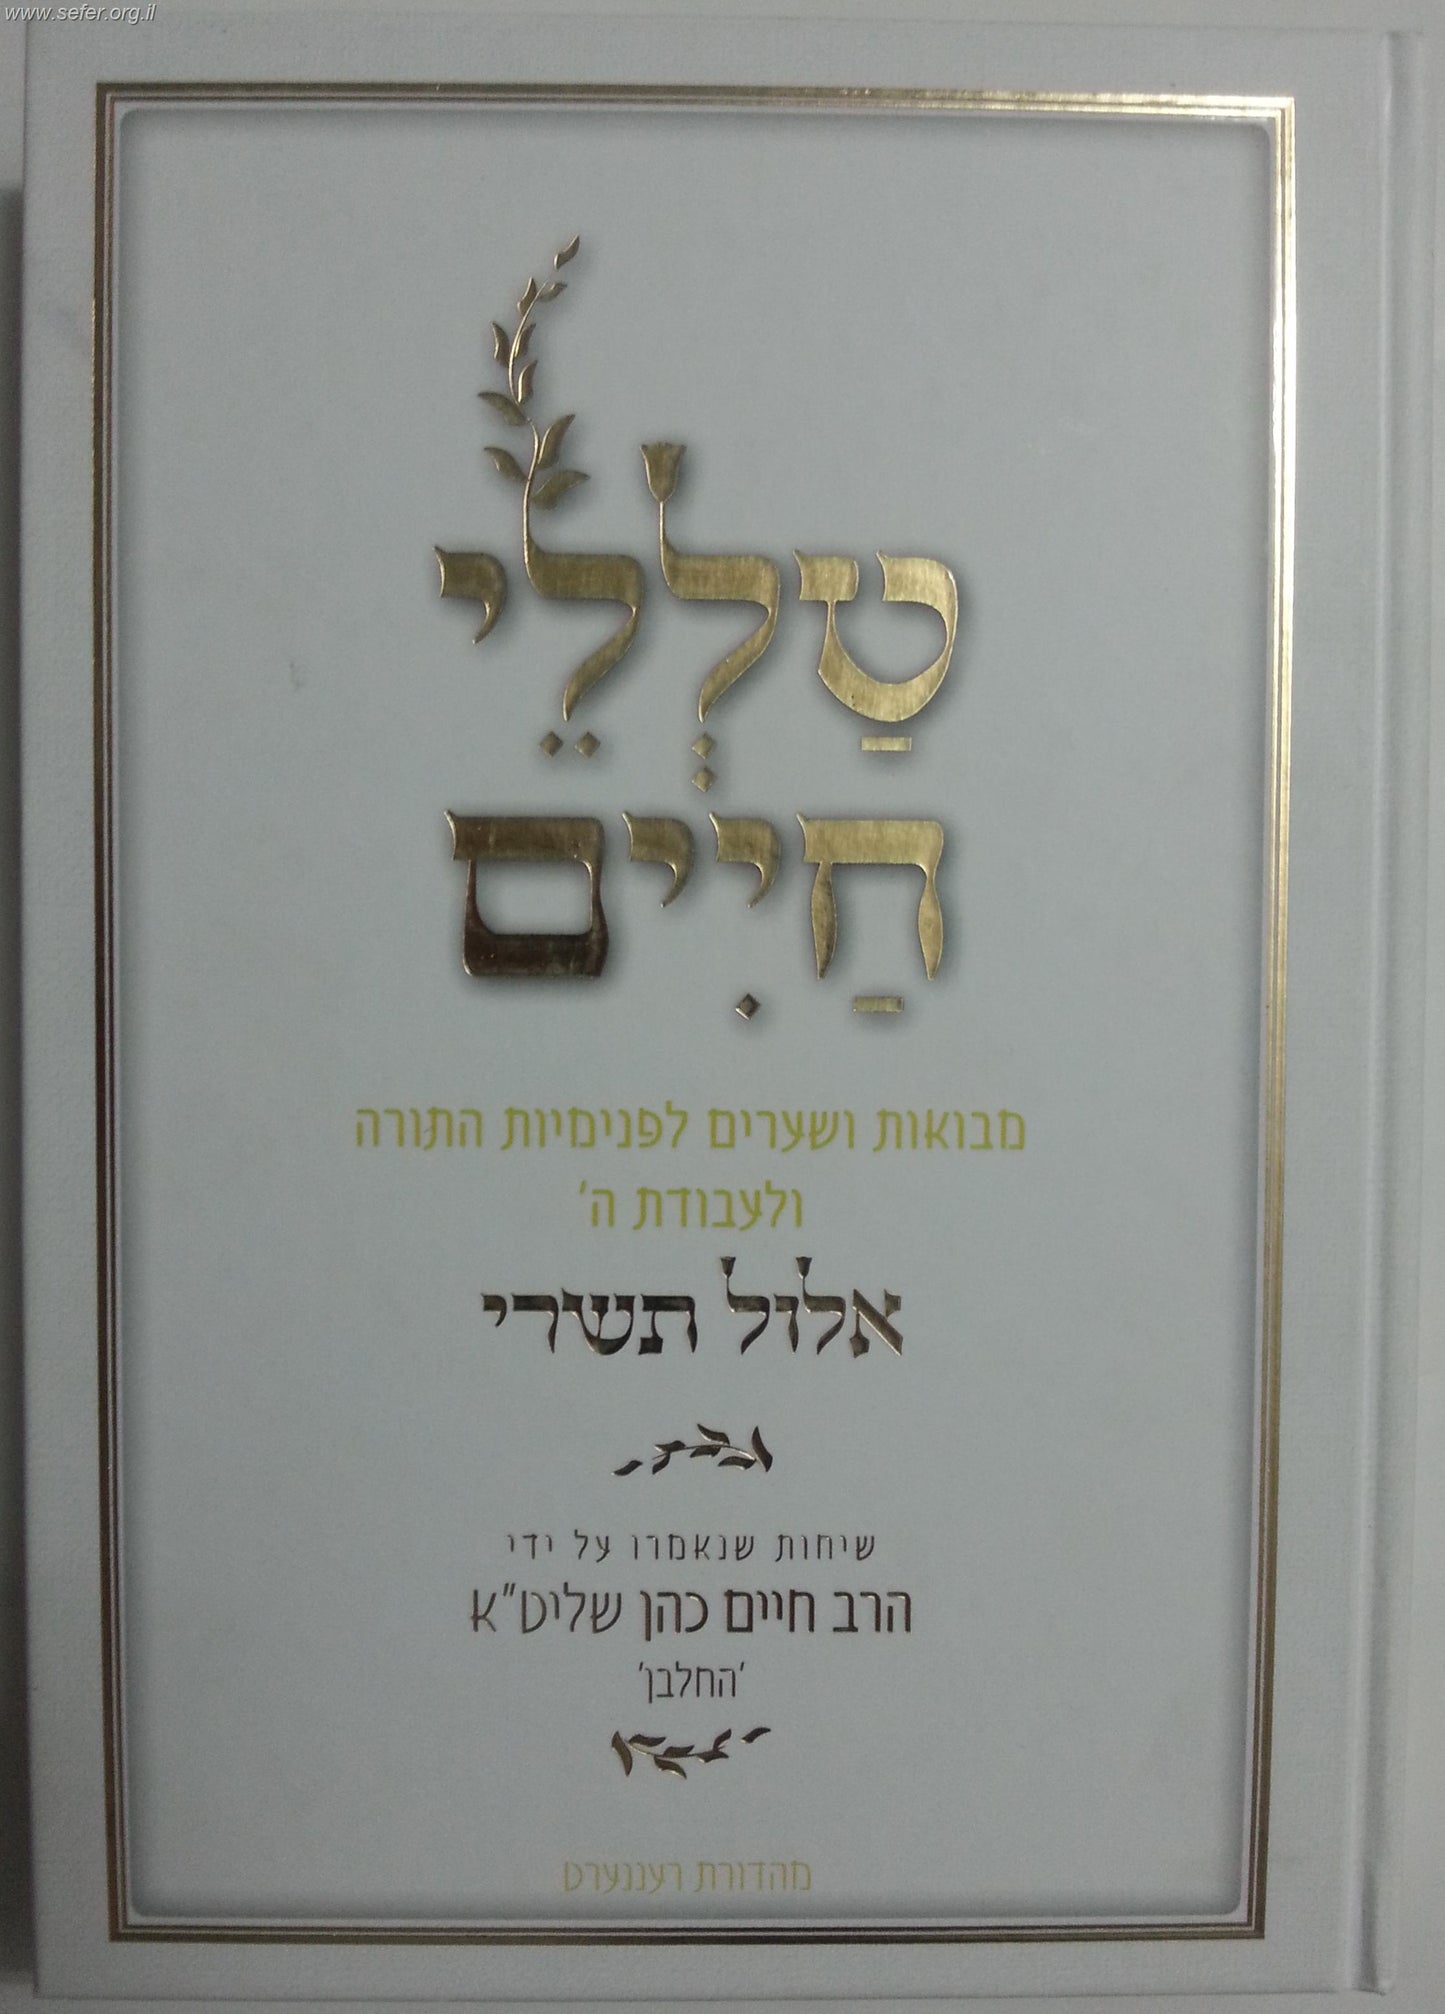 www.sefer.org.il
טַלְלֵי
חַיִים
מבואות ושערים לפנימיות התורה
ולעבודת ה'
אלול תשרי
שיחות שנאמרו על ידי
הרב חיים כהן שליט"א
'החלבן'
מהדורת רעננערט